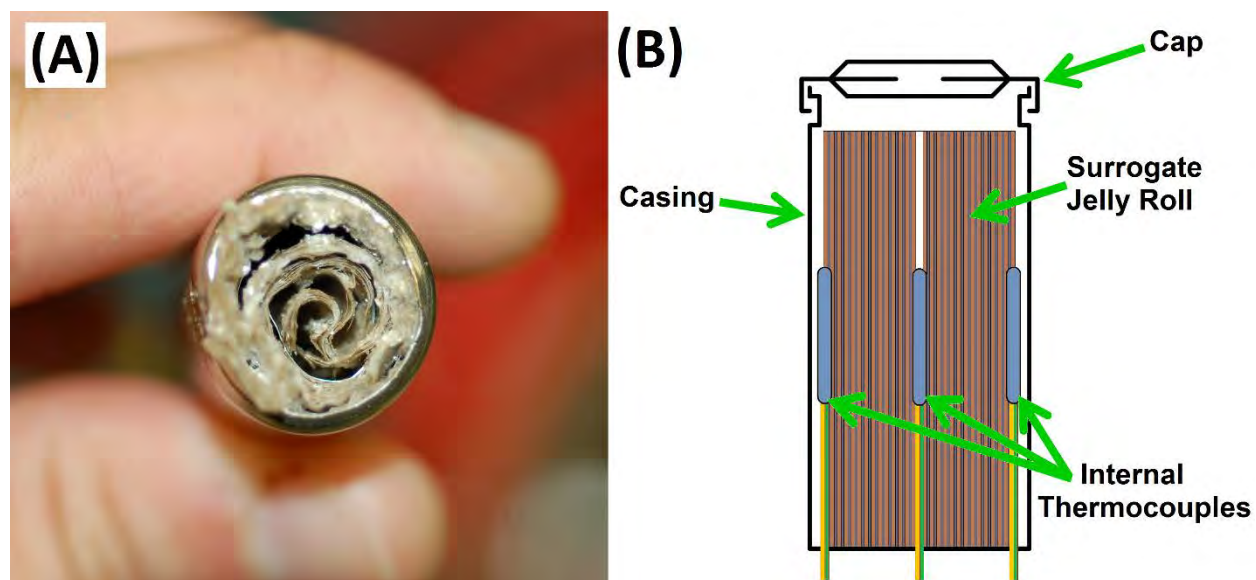 (A)
(B)
Cap
Casing
Surrogate
Jelly Roll
Internal
Thermocouples